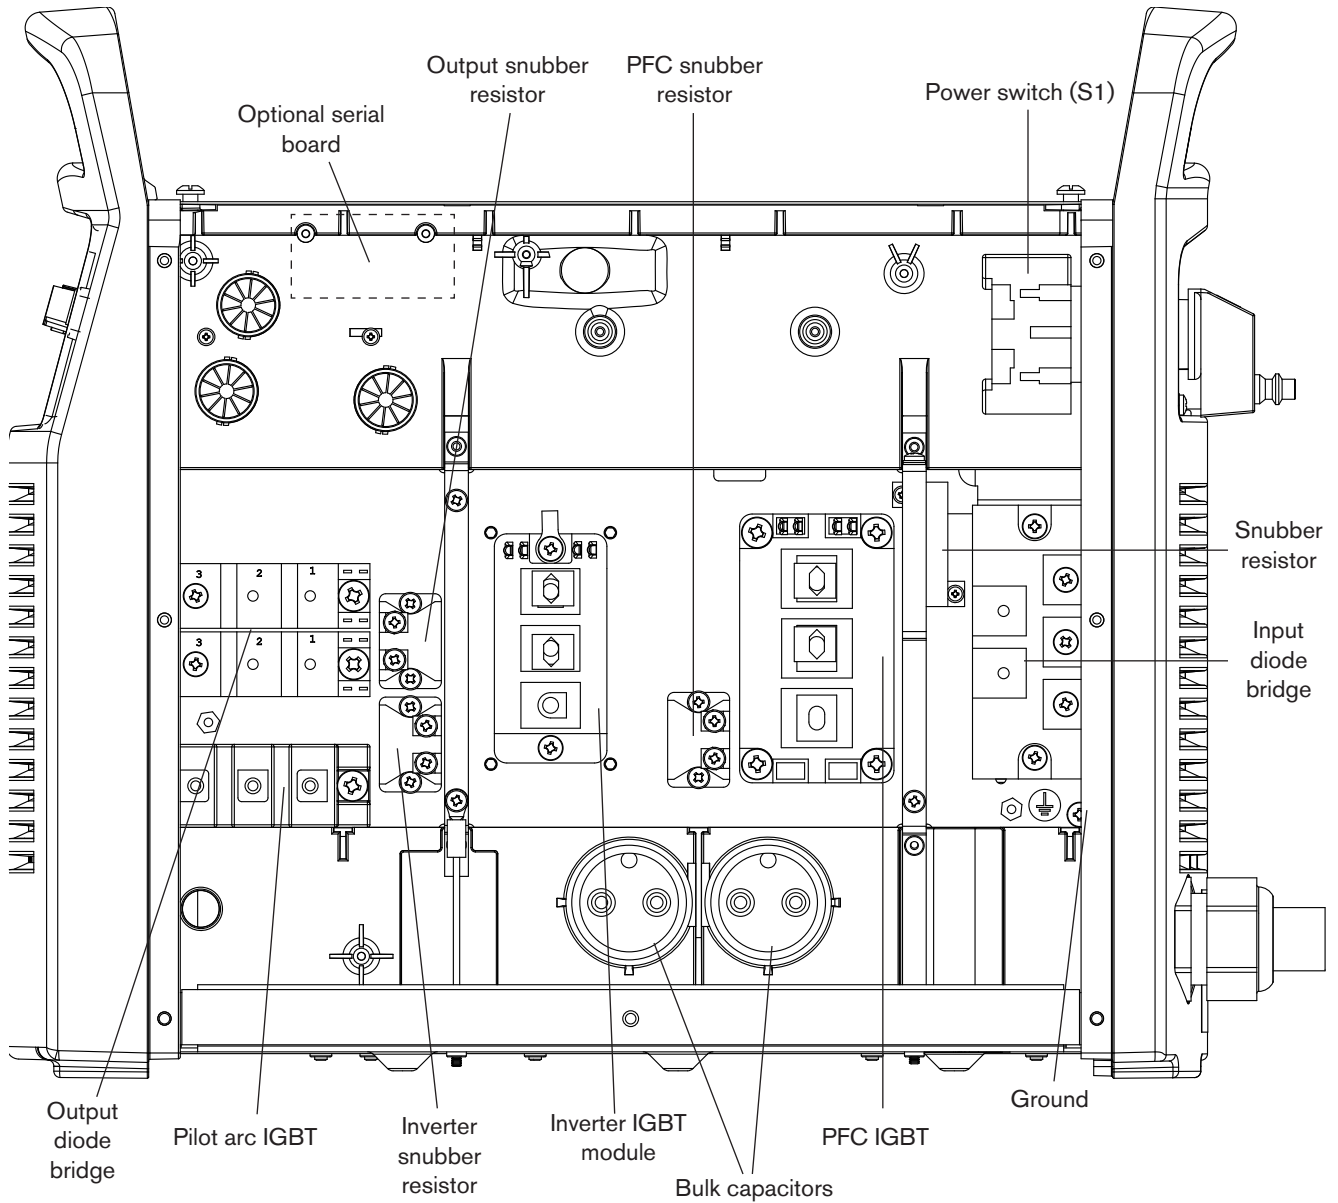 Output snubber
resistor
PFC snubber
resistor
Power switch (S1)
Optional serial
board
Snubber
resistor
3 2 1
3 2 1
Input
diode
bridge
Output
diode
bridge
Pilot arc IGBT
Inverter
snubber
resistor
Inverter IGBT
module
Bulk capacitors
PFC IGBT
Ground